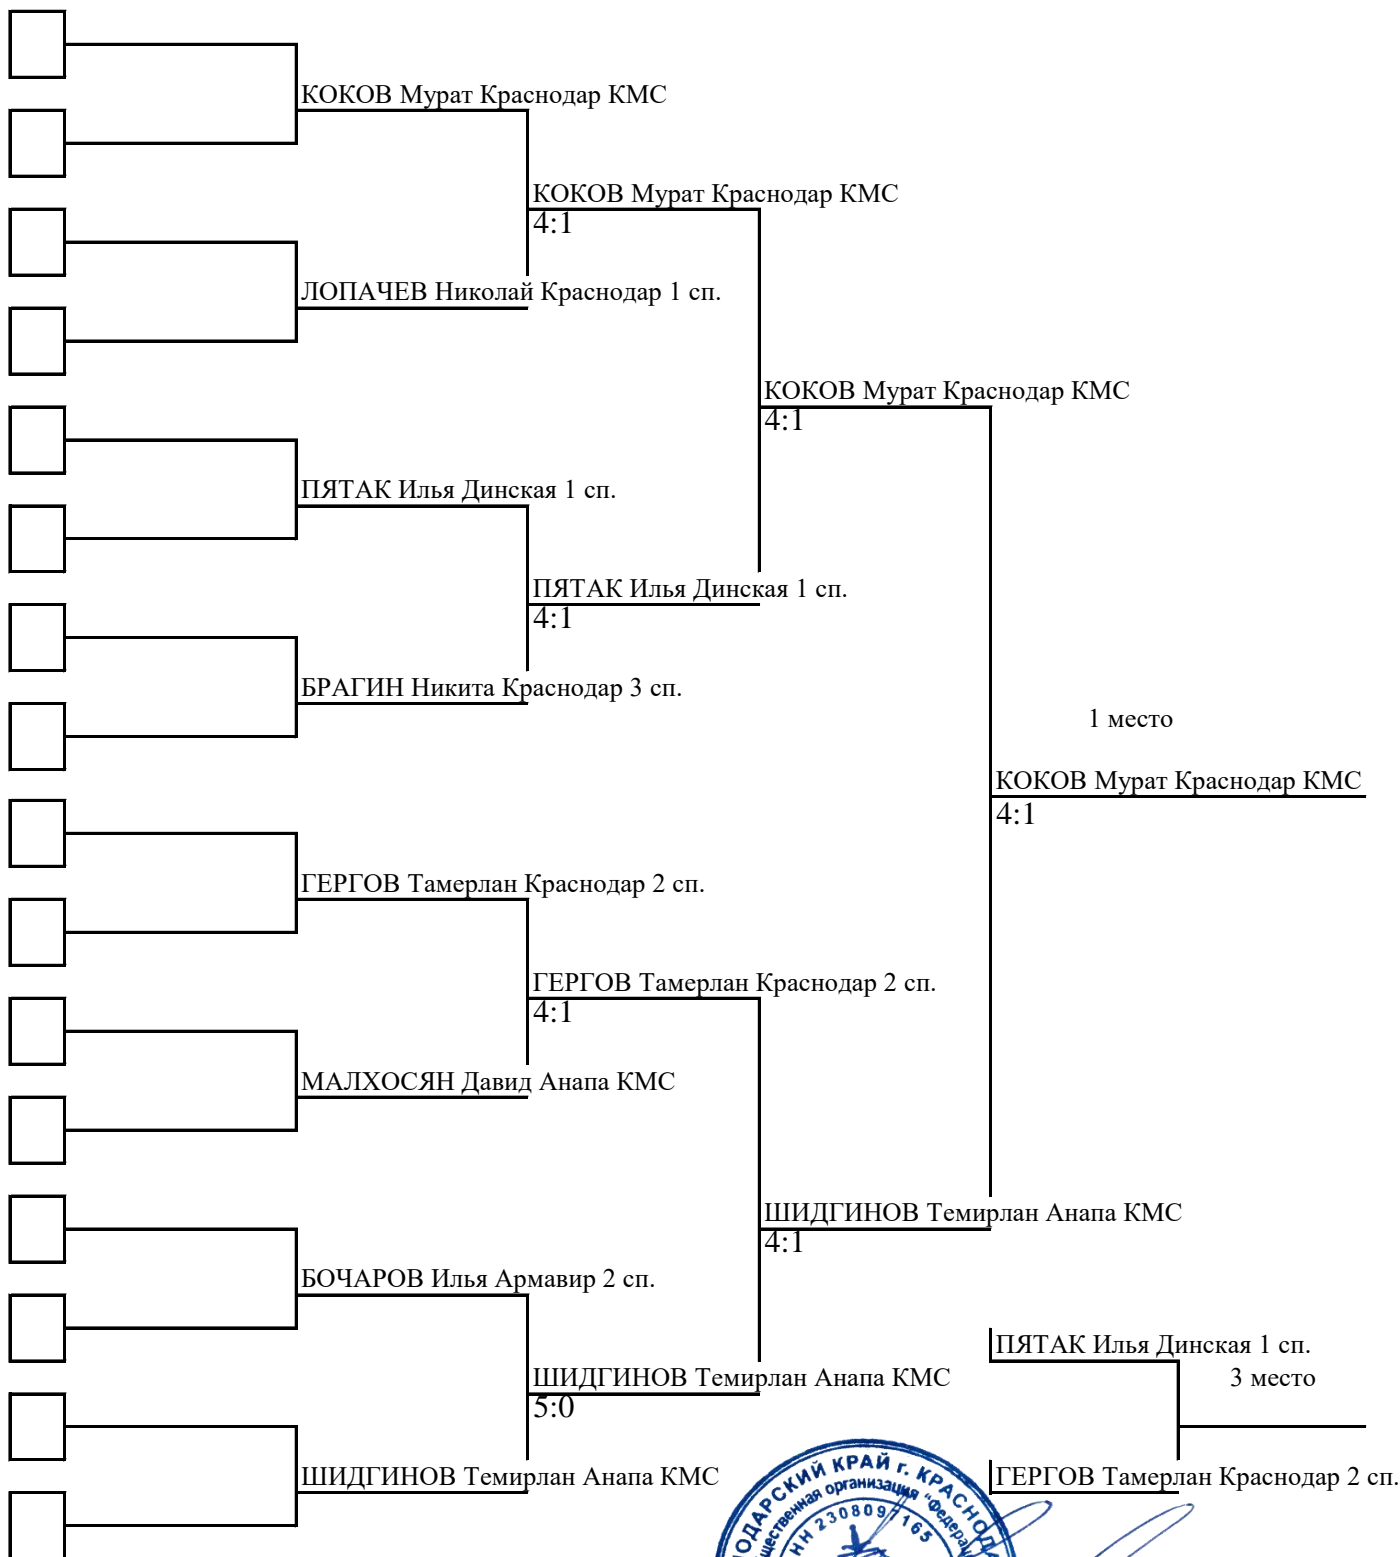 КОКОВ Мурат Краснодар КМС
КОКОВ Мурат Краснодар КМС
4:1
ЛОПАЧЕВ Николай Краснодар 1 сп.
КОКОВ Мурат Краснодар КМС
4:1
ПЯТАК Илья Динская 1 сп.
ПЯТАК Илья Динская 1 сп.
4:1
БРАГИН Никита Краснодар 3 сп.
1 место
КОКОВ Мурат Краснодар КМС
4:1
ГЕРГОВ Тамерлан Краснодар 2 сп.
ГЕРГОВ Тамерлан Краснодар 2 сп.
4:1
МАЛХОСЯН Давид Анапа КМС
ШИДГИНОВ Темирлан Анапа КМС
4:1
БОЧАРОВ Илья Армавир 2 сп.
ПЯТАК Илья Динская 1 сп.
ШИДГИНОВ Темирлан Анапа КМС
3 место
5:0
ШИДГИНОВ Темирлан Анапа КМС
ГЕРГОВ Тамерлан Краснодар 2 сп.
КРАЙ г.
организация
2308097165